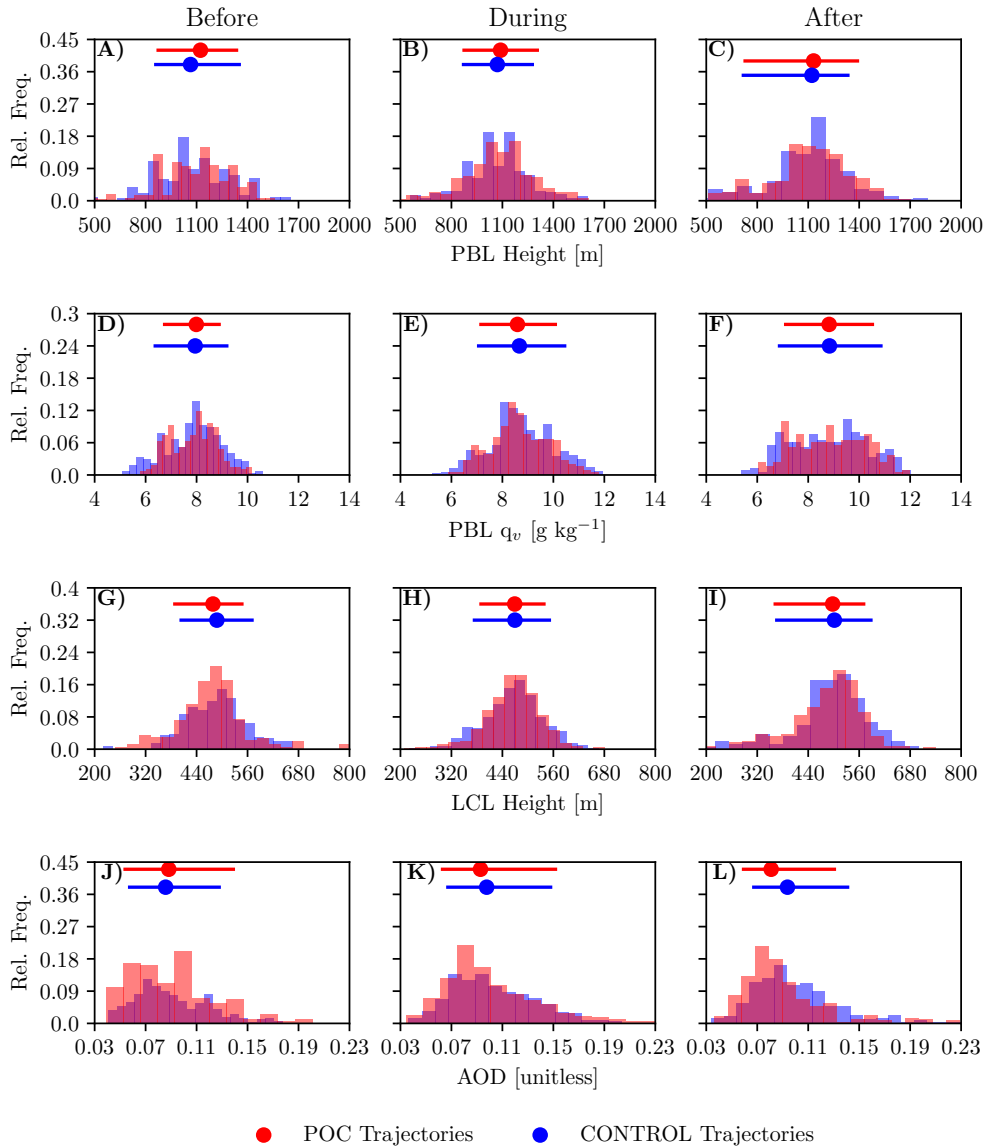 Before During After
A) B) C)
Rel. Freq.
0.45
0.36
0.27
0.18
0.09
0.0
500 800 1100 1400 1700 2000 500 800 1100 1400 1700 2000 500 800 1100 1400 1700 2000
PBL Height [m]
D) E) F)
Rel. Freq.
0.3
0.24
0.18
0.12
0.06
0.0
4 6 8 10 12 14 4 6 8 10 12 14 4 6 8 10 12 14
PBL qᵥ [g kg⁻¹]
G) H) I)
Rel. Freq.
0.4
0.32
0.24
0.16
0.08
0.0
200 320 440 560 680 800 200 320 440 560 680 800 200 320 440 560 680 800
LCL Height [m]
J) K) L)
Rel. Freq.
0.45
0.36
0.27
0.18
0.09
0.0
0.03 0.07 0.11 0.15 0.19 0.23 0.03 0.07 0.11 0.15 0.19 0.23 0.03 0.07 0.11 0.15 0.19 0.23
AOD [unitless]
POC Trajectories CONTROL Trajectories